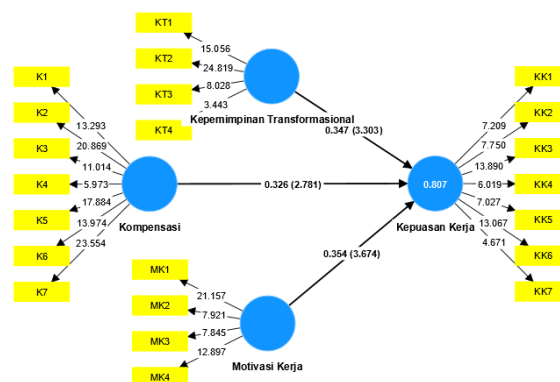 KT1
KT2
KT3
KT4
15.056
24.819
8.028
3.443
Kepemimpinan Transformasional
0.347 (3.303)
K1
K2
K3
K4
K5
K6
K7
13.293
20.869
11.014
5.973
17.884
13.974
23.554
Kompensasi
0.326 (2.781)
MK1
MK2
MK3
MK4
21.157
7.921
7.845
12.897
Motivasi Kerja
0.354 (3.674)
0.807
Kepuasan Kerja
7.209
7.750
13.890
6.019
7.027
13.067
4.671
KK1
KK2
KK3
KK4
KK5
KK6
KK7